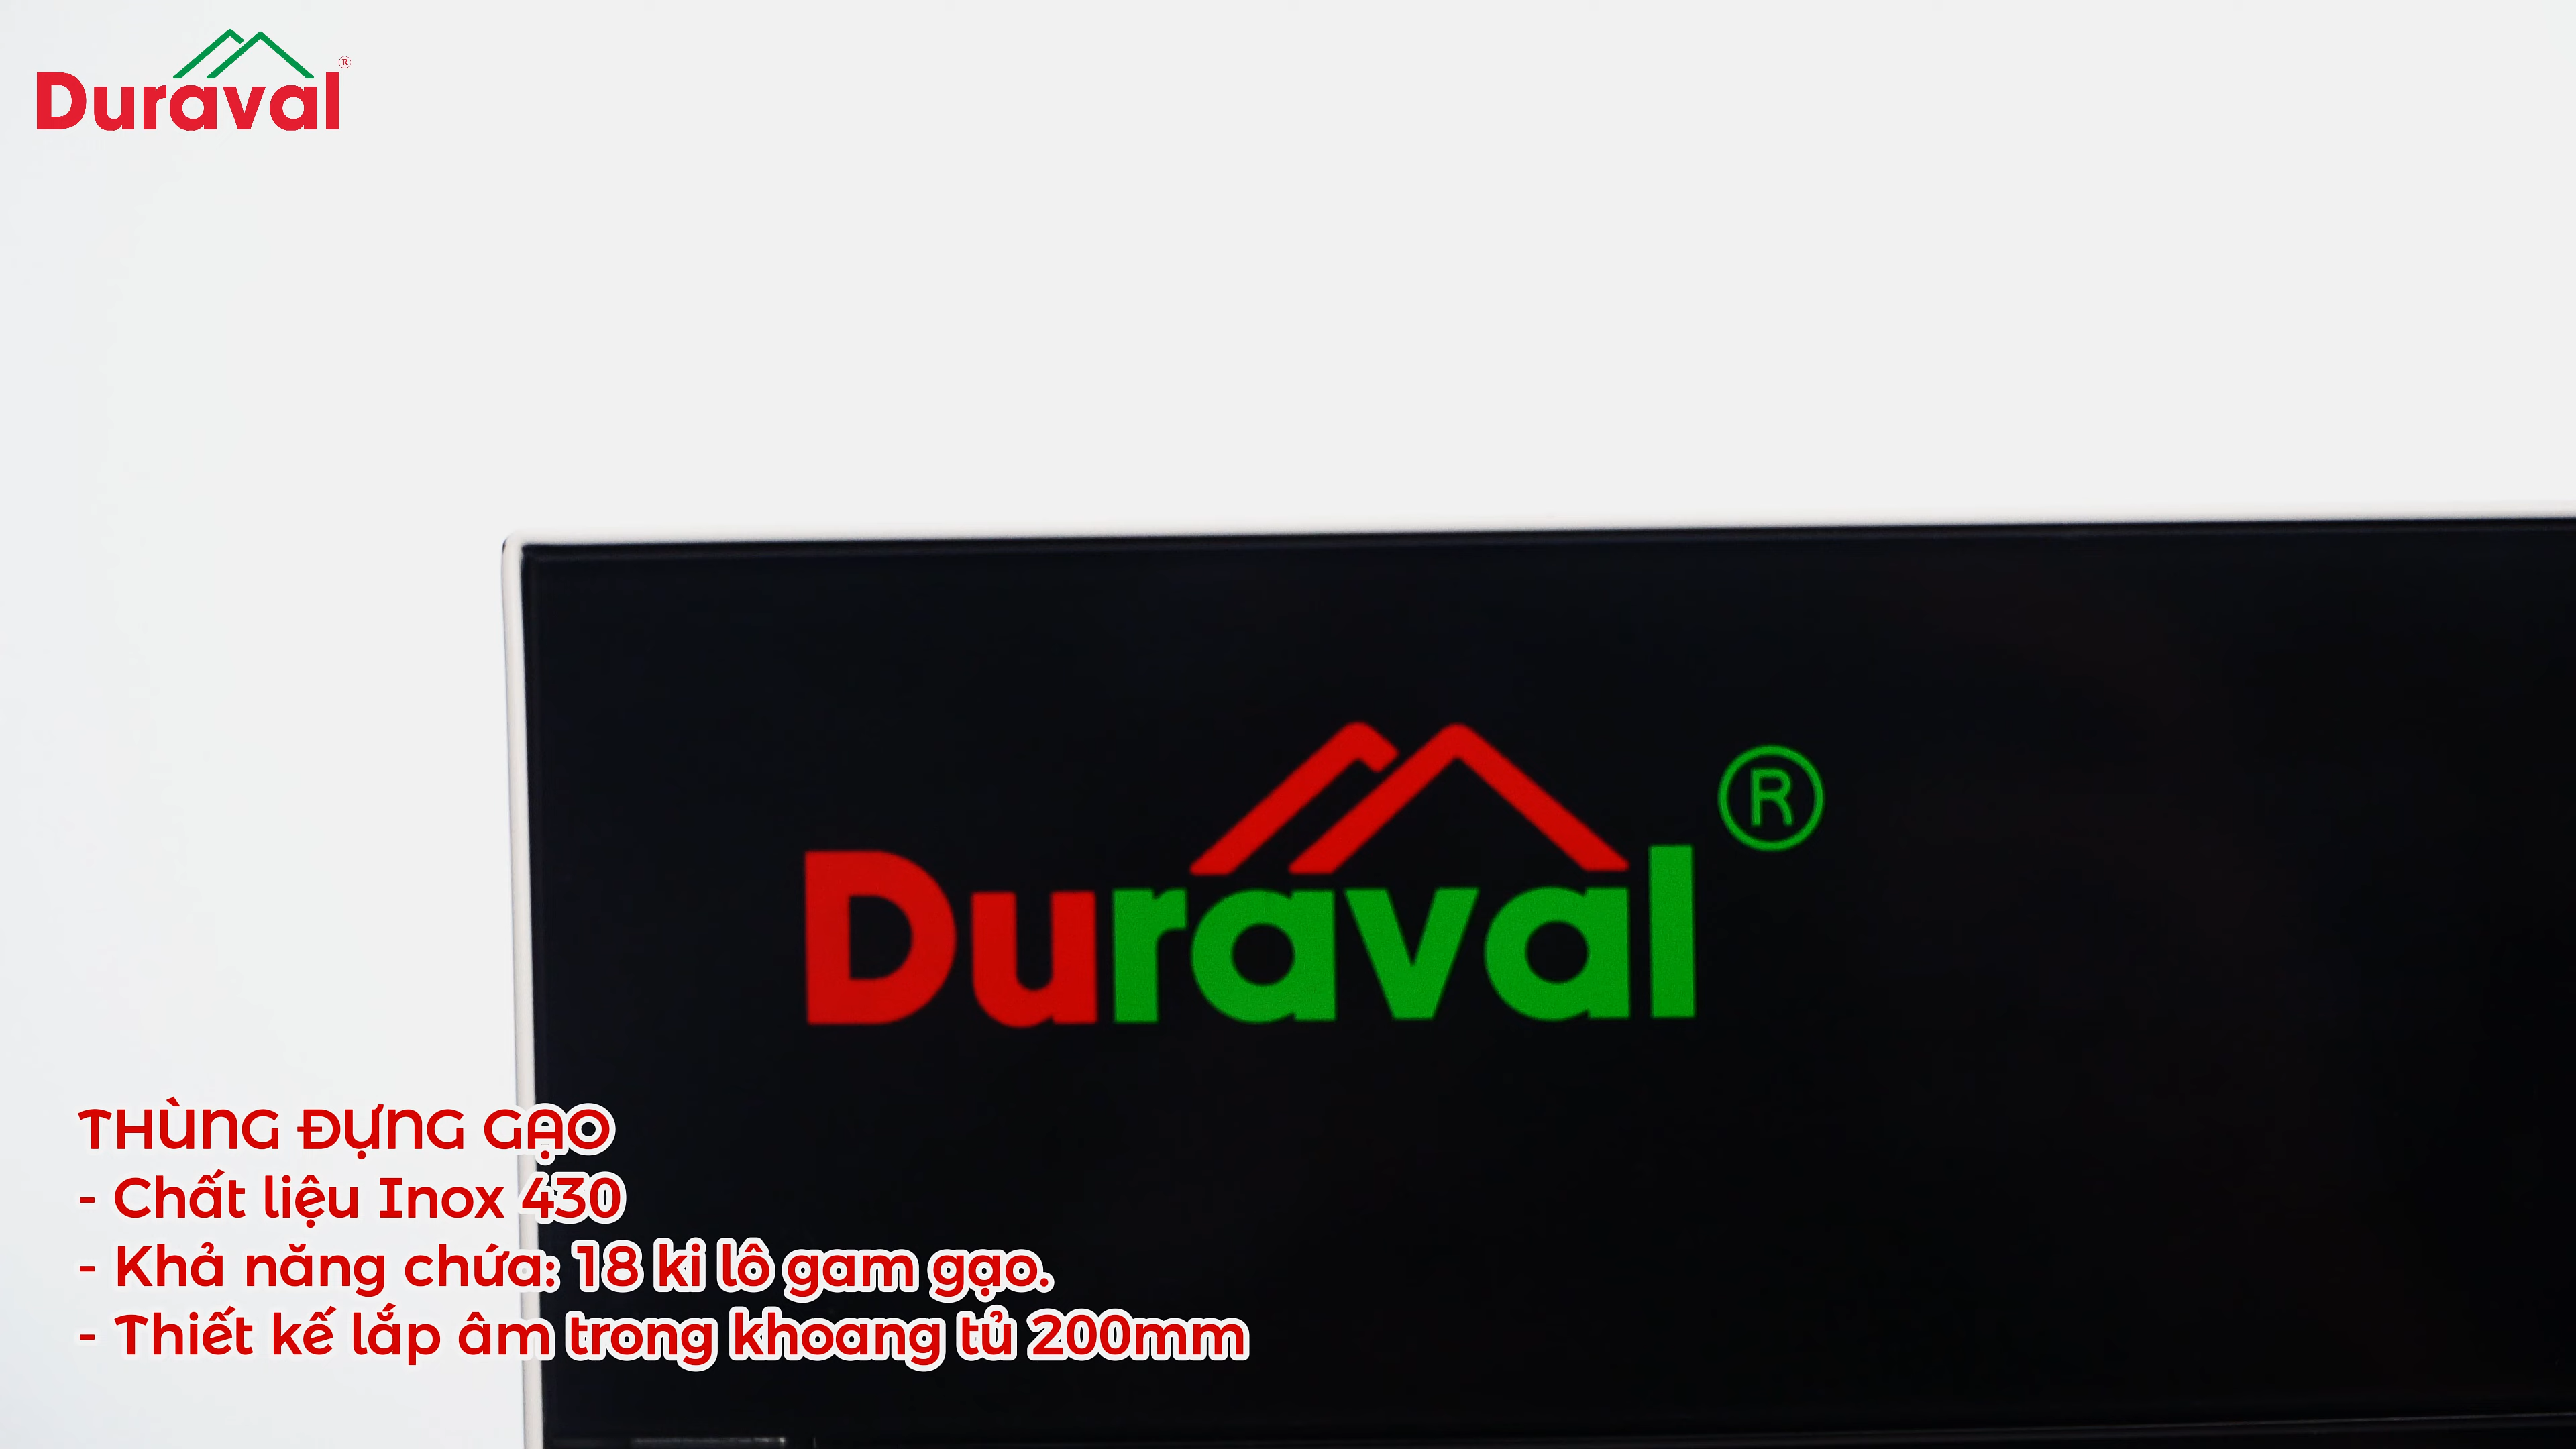 Duraval ®
Duraval ®
THÙNG ĐỰNG GẠO
- Chất liệu Inox 430
- Khả năng chứa: 18 ki lô gam gạo.
- Thiết kế lắp âm trong khoang tủ 200mm